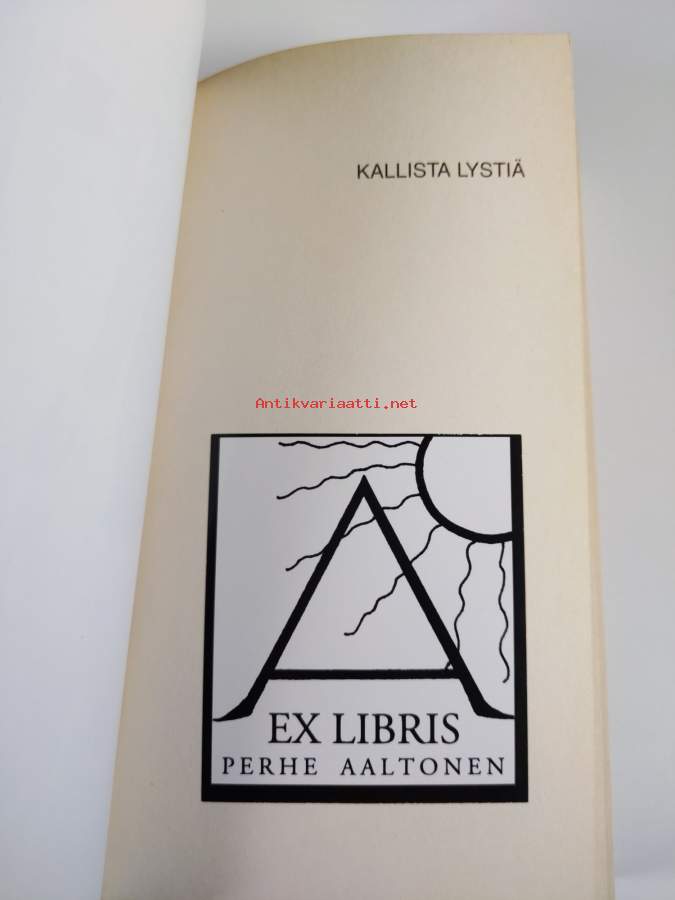 KALLISTA LYSTIÄ
Antikvariaatti.net
EX LIBRIS
PERHE AALTONEN